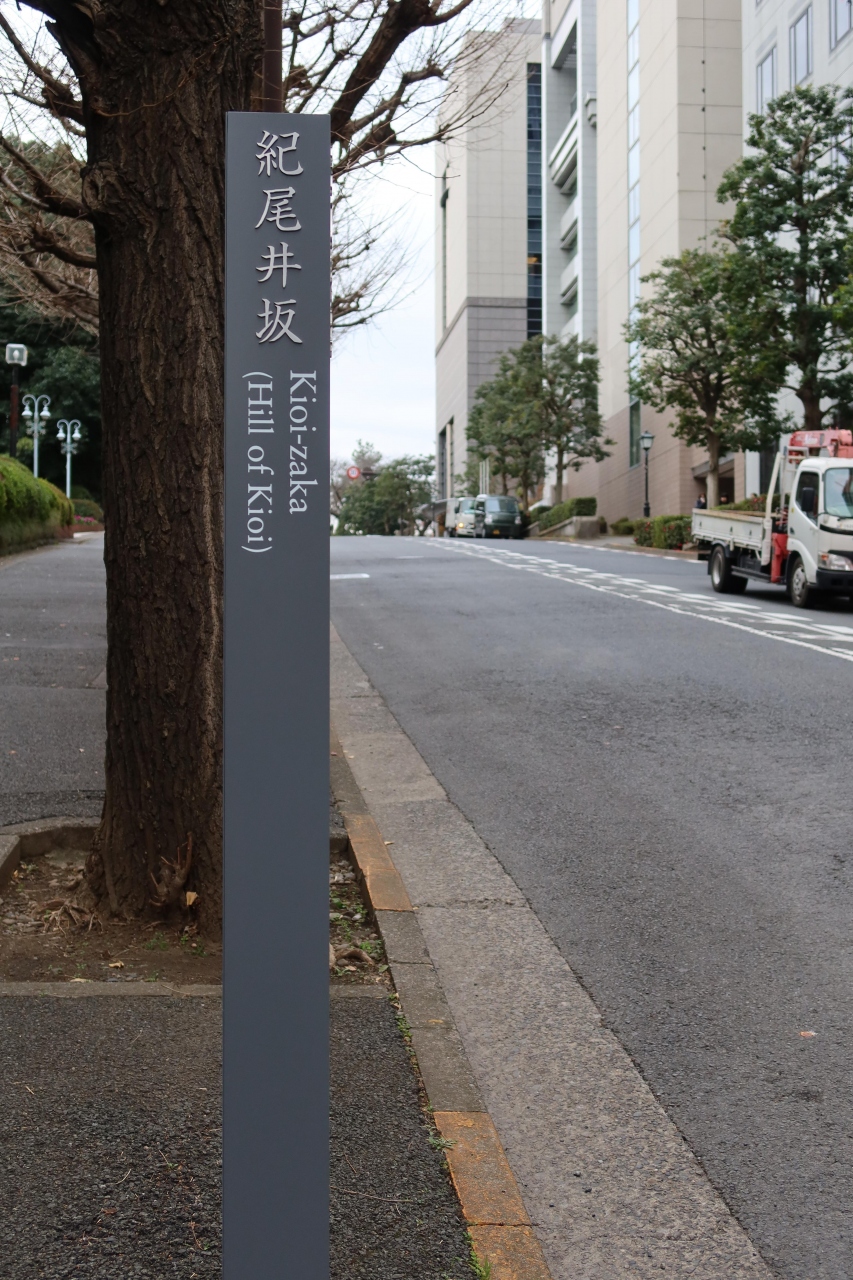 紀尾井坂
Kioi-zaka
(Hill of Kioi)